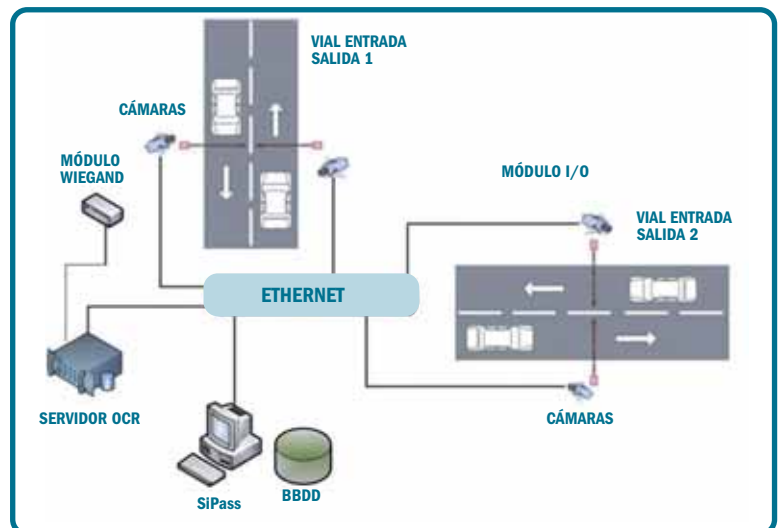 VIAL ENTRADA
SALIDA 1
CÁMARAS
MÓDULO
WIEGAND
MÓDULO I/O
VIAL ENTRADA
SALIDA 2
ETHERNET
SERVIDOR OCR
CÁMARAS
SiPass
BBDD